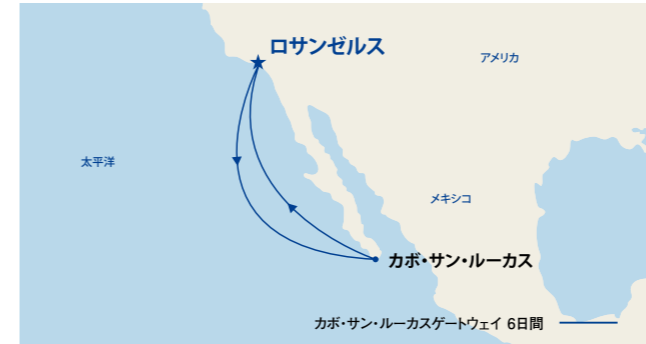 ロサンゼルス
アメリカ
太平洋
メキシコ
カボ・サン・ルーカス
カボ・サン・ルーカスゲートウェイ 6日間